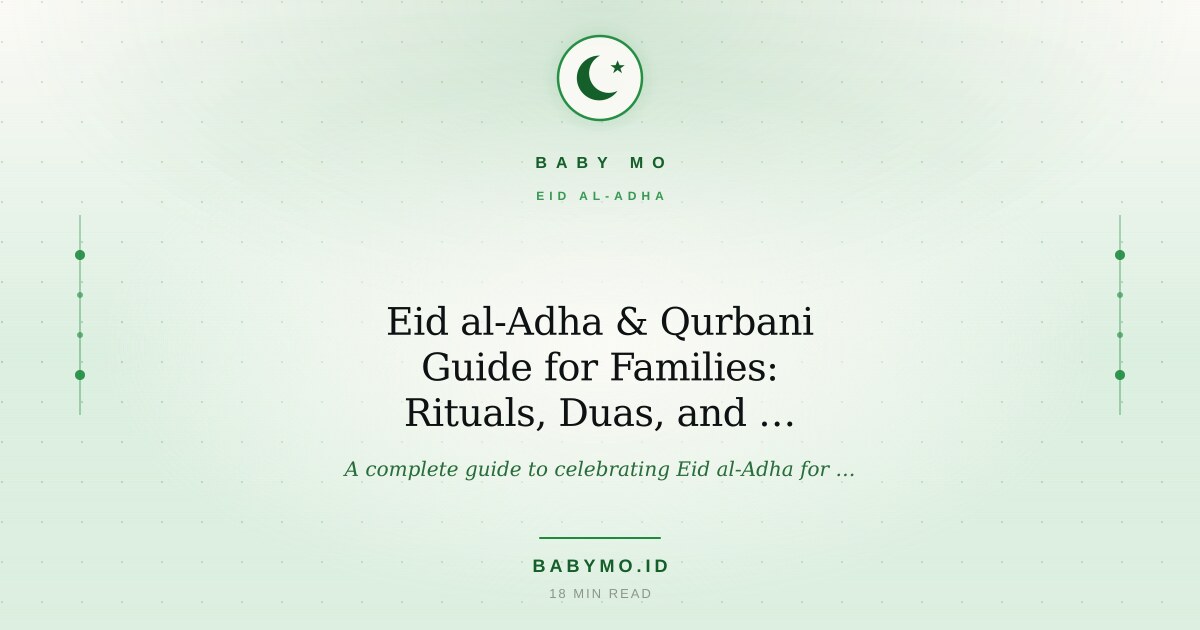 BABY MO
EID AL-ADHA
Eid al-Adha & Qurbani
Guide for Families:
Rituals, Duas, and …
A complete guide to celebrating Eid al-Adha for …
BABYMO.ID
18 MIN READ